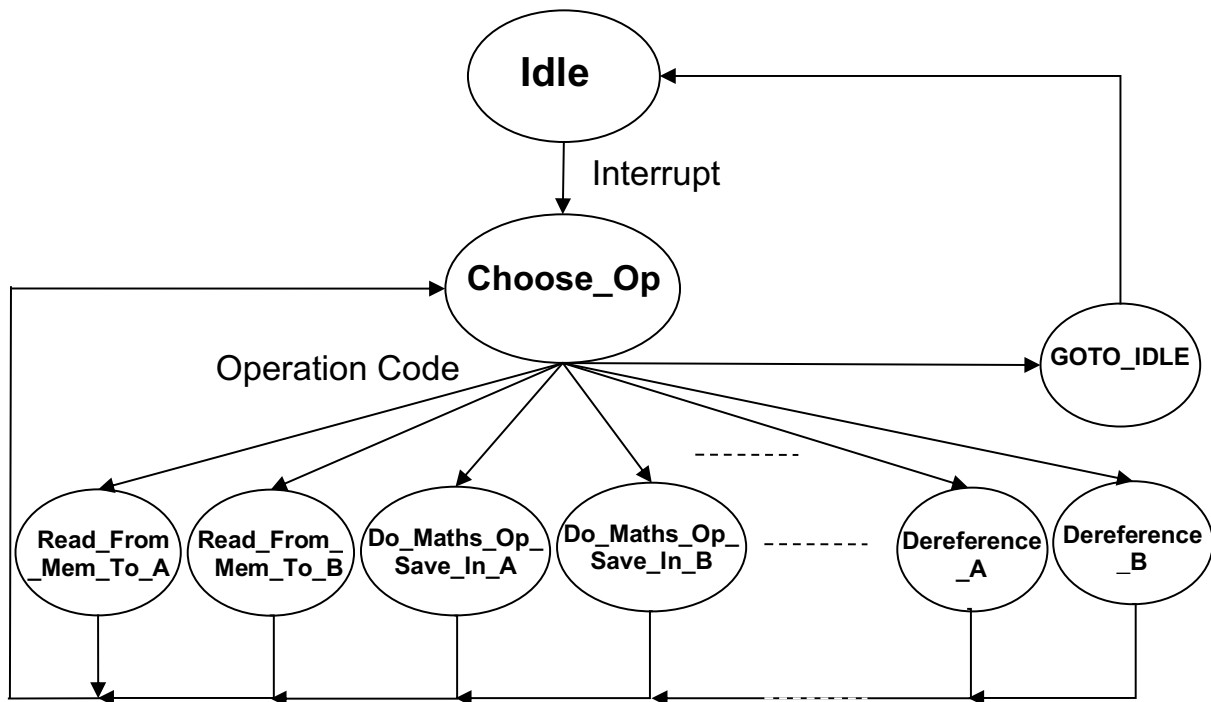 Idle
Interrupt
Choose_Op
GOTO_IDLE
Operation Code
Read_From
_Mem_To_A
Read_From_
Mem_To_B
Do_Maths_Op_
Save_In_A
Do_Maths_Op_
Save_In_B
Dereference
_A
Dereference
_B